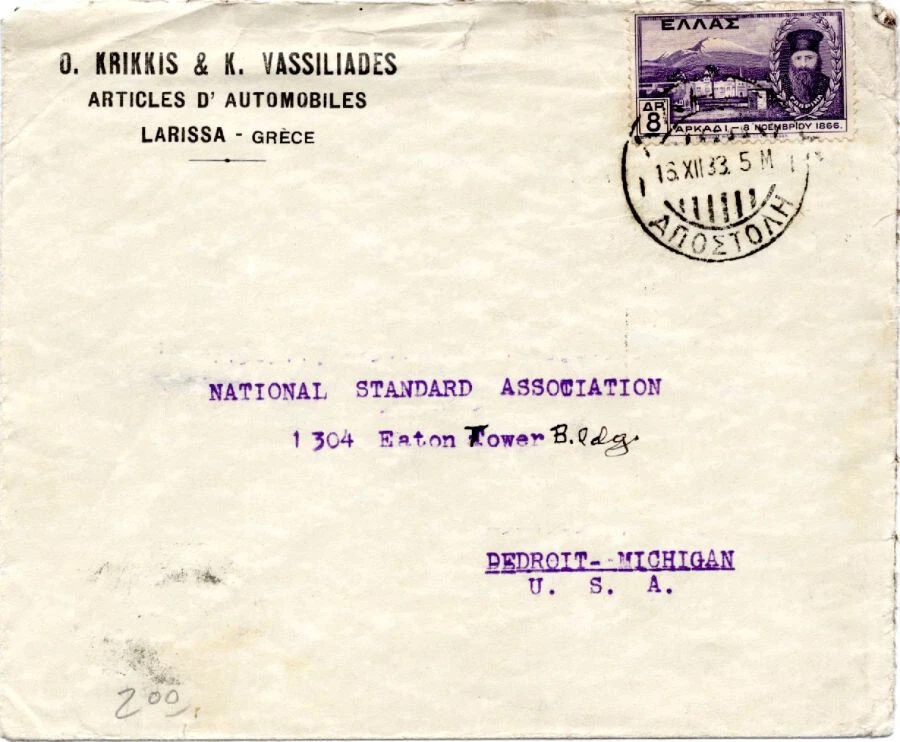 O. KRIKKIS & K. VASSILIADES
ARTICLES D' AUTOMOBILES
LARISSA - GRÈCE
ΕΛΛΑΣ
ΔΡ
8
ΑΡΚΑΔΙ - 8 ΝΟΕΜΒΡΙΟΥ 1866.
16.XII 33. 5 M
ΑΠΟΣΤΟΛΗ
NATIONAL STANDARD ASSOCIATION
1304 Eaton Tower Bldg.
DEDROIT- MICHIGAN
U. S. A.
200